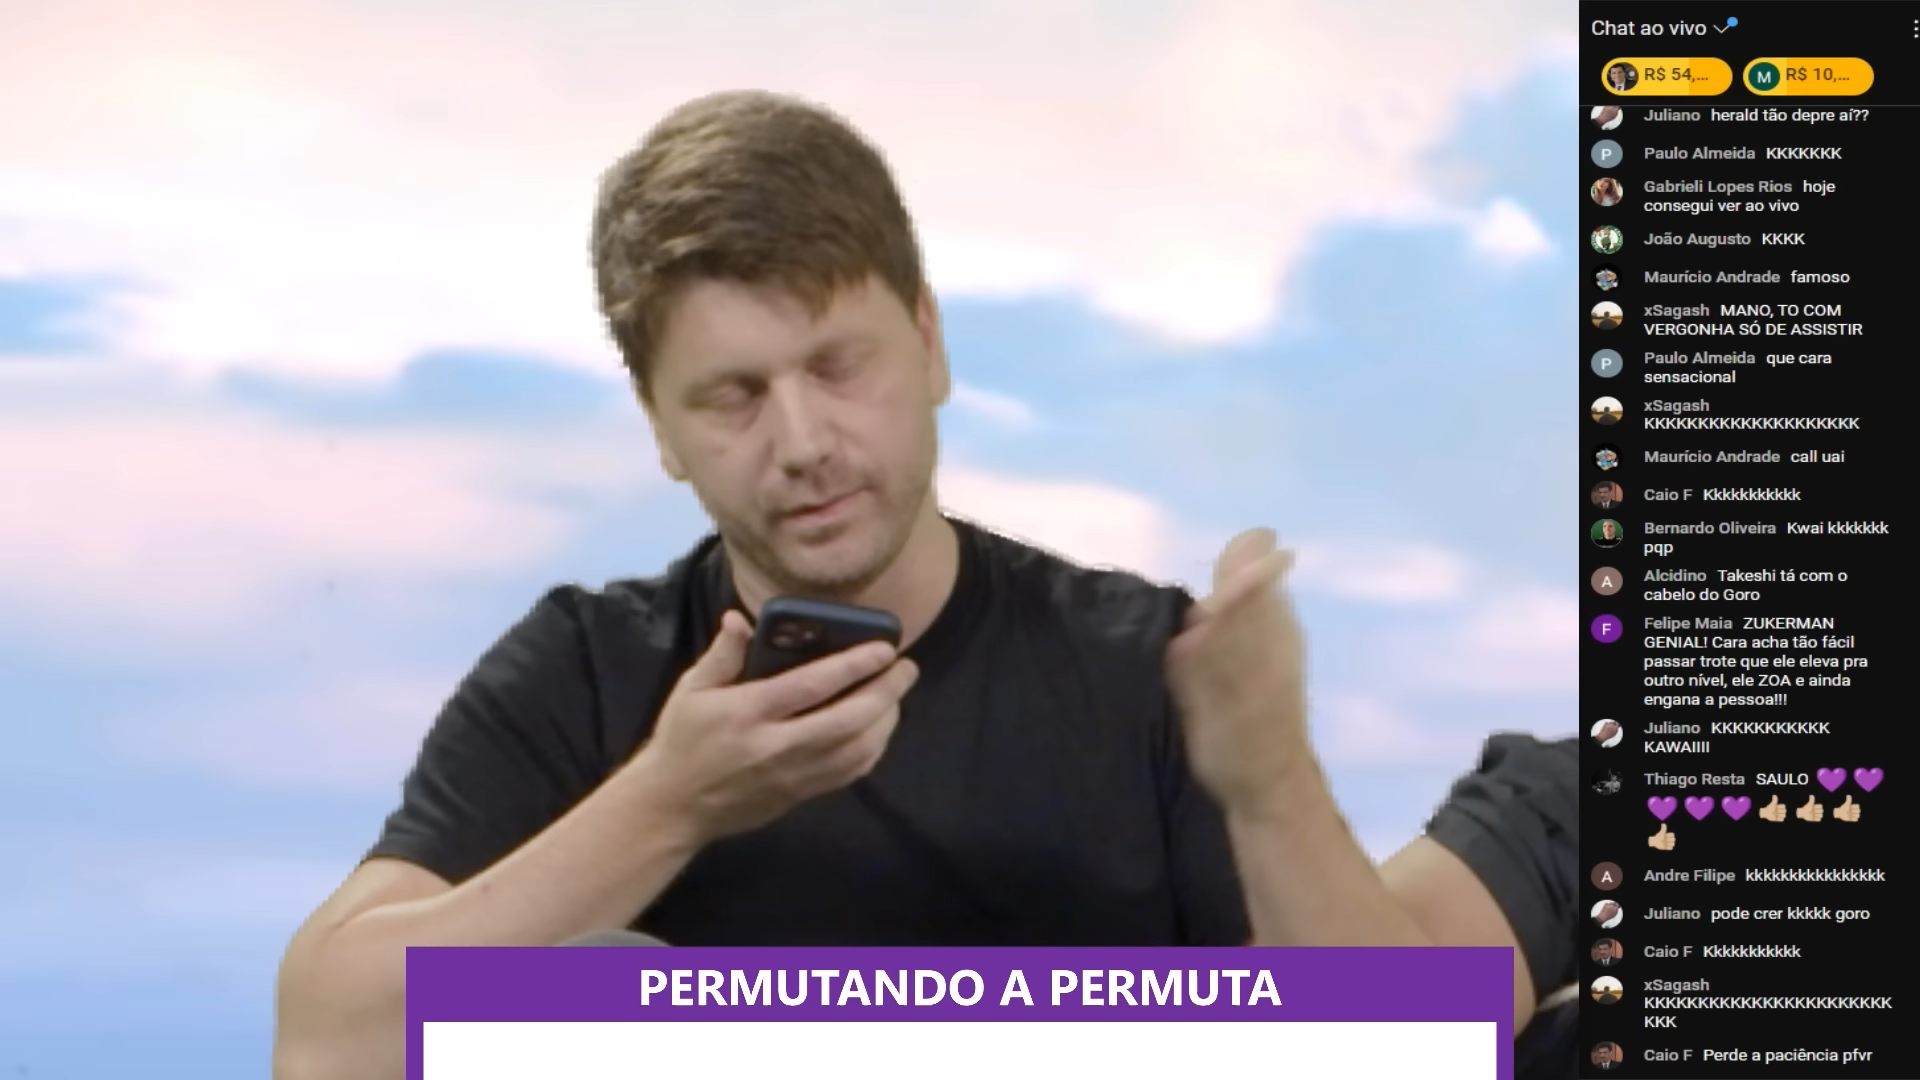 Chat ao vivo
R$ 54,...
M R$ 10,...
Juliano herald tão depre aí??
P Paulo Almeida KKKKKKK
Gabrieli Lopes Rios hoje
consegui ver ao vivo
João Augusto KKKK
Maurício Andrade famoso
xSagash MANO, TO COM
VERGONHA SÓ DE ASSISTIR
P Paulo Almeida que cara
sensacional
xSagash
KKKKKKKKKKKKKKKKKKKK
Maurício Andrade call uai
Caio F Kkkkkkkkkkk
Bernardo Oliveira Kwai kkkkkkk
pqp
A Alcidino Takeshi tá com o
cabelo do Goro
F Felipe Maia ZUKERMAN
GENIAL! Cara acha tão fácil
passar trote que ele eleva pra
outro nível, ele ZOA e ainda
engana a pessoa!!!
Juliano KKKKKKKKKKK
KAWAIIII
Thiago Resta SAULO 💜💜
💜💜💜👍🏼👍🏼👍🏼
👍🏼
A Andre Filipe kkkkkkkkkkkkkkk
Juliano pode crer kkkkk goro
Caio F Kkkkkkkkkkk
xSagash
KKKKKKKKKKKKKKKKKKKKKKK
KKK
Caio F Perde a paciência pfvr
PERMUTANDO A PERMUTA